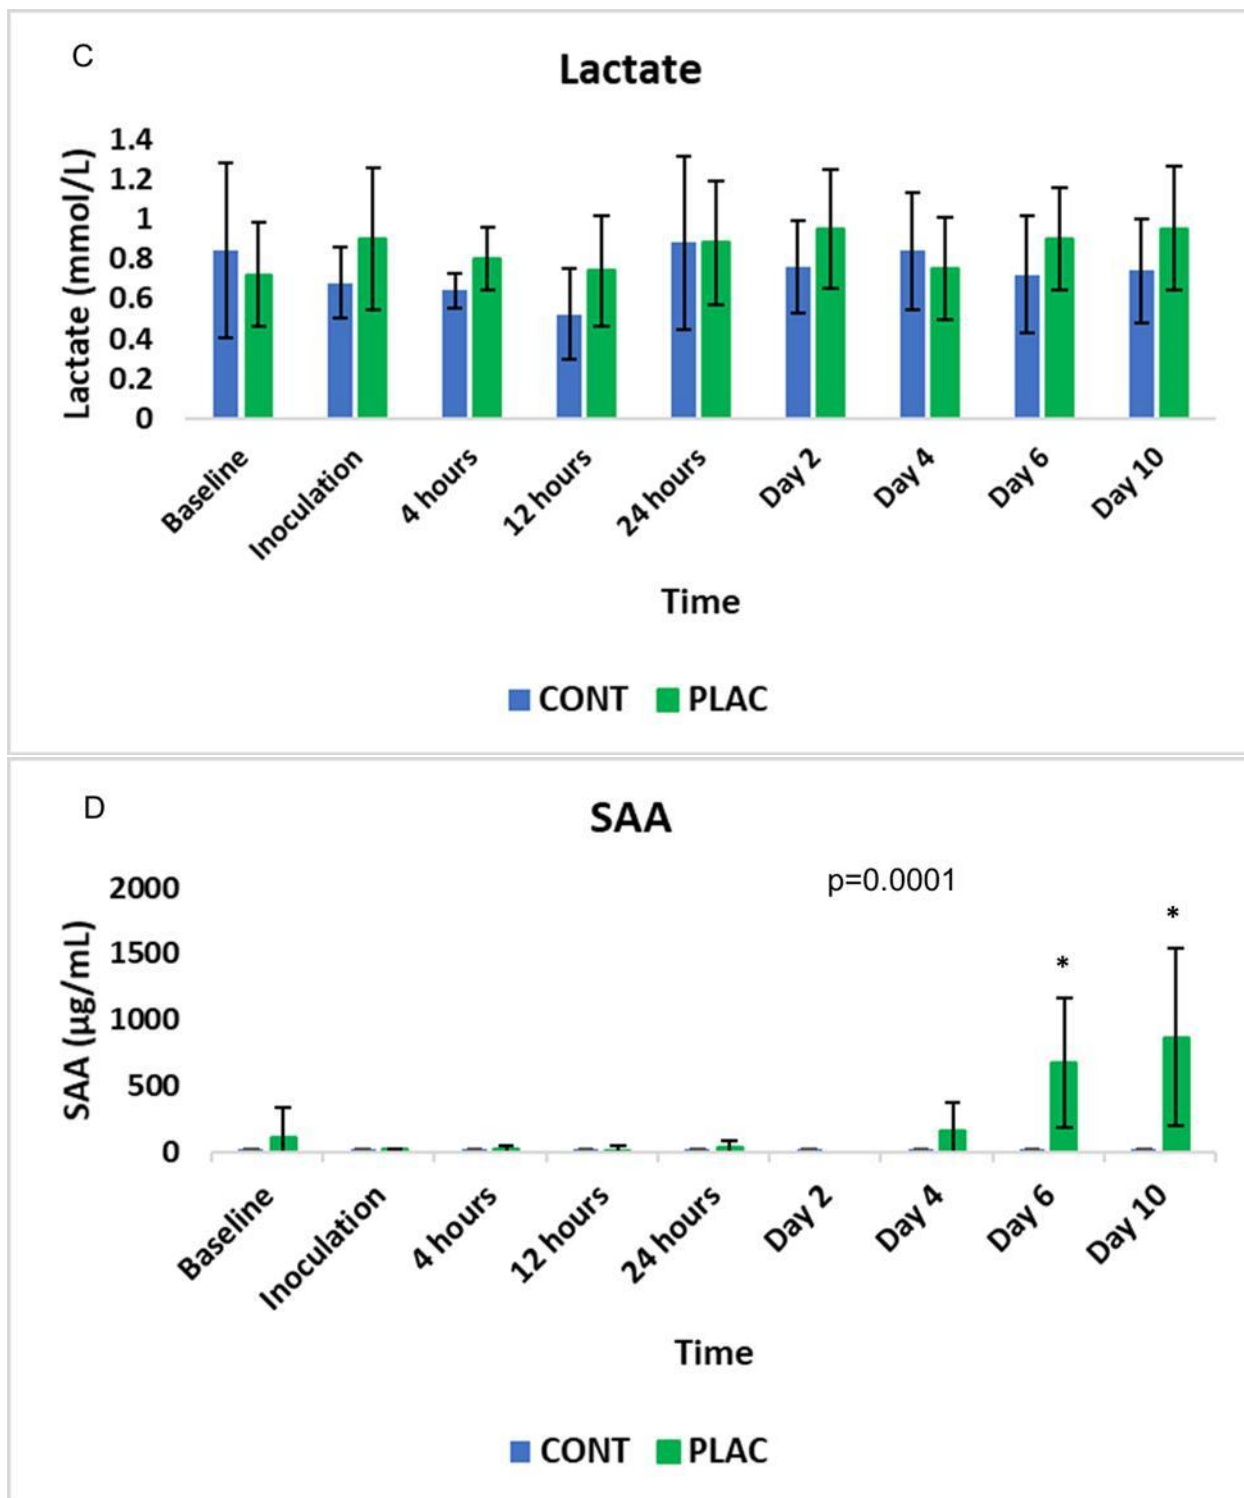 C
Lactate
Lactate (mmol/L)
1.4
1.2
1
0.8
0.6
0.4
0.2
0
Baseline
Inoculation
4 hours
12 hours
24 hours
Day 2
Day 4
Day 6
Day 10
Time
CONT PLAC
D
SAA
p=0.0001
SAA (µg/mL)
2000
1500
1000
500
0
*
*
Baseline
Inoculation
4 hours
12 hours
24 hours
Day 2
Day 4
Day 6
Day 10
Time
CONT PLAC